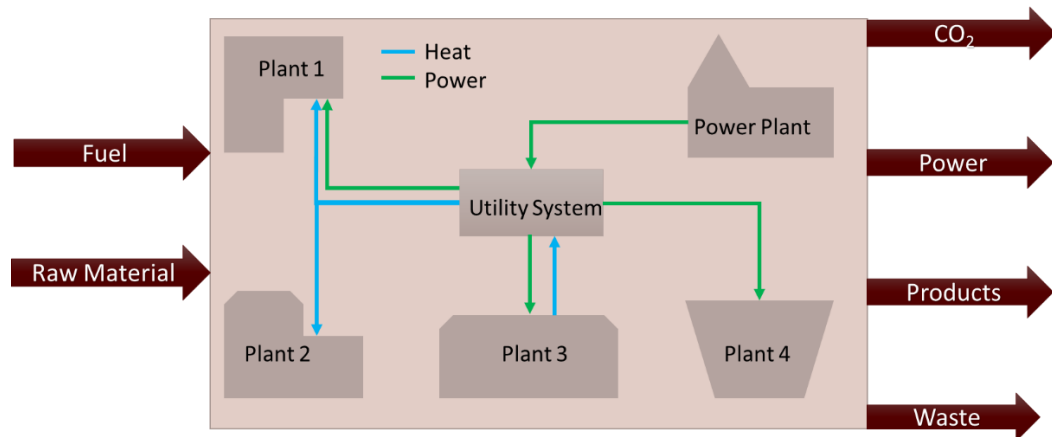 Plant 1
Heat
Power
Power Plant
Utility System
Plant 2
Plant 3
Plant 4
Fuel
Raw Material
CO₂
Power
Products
Waste